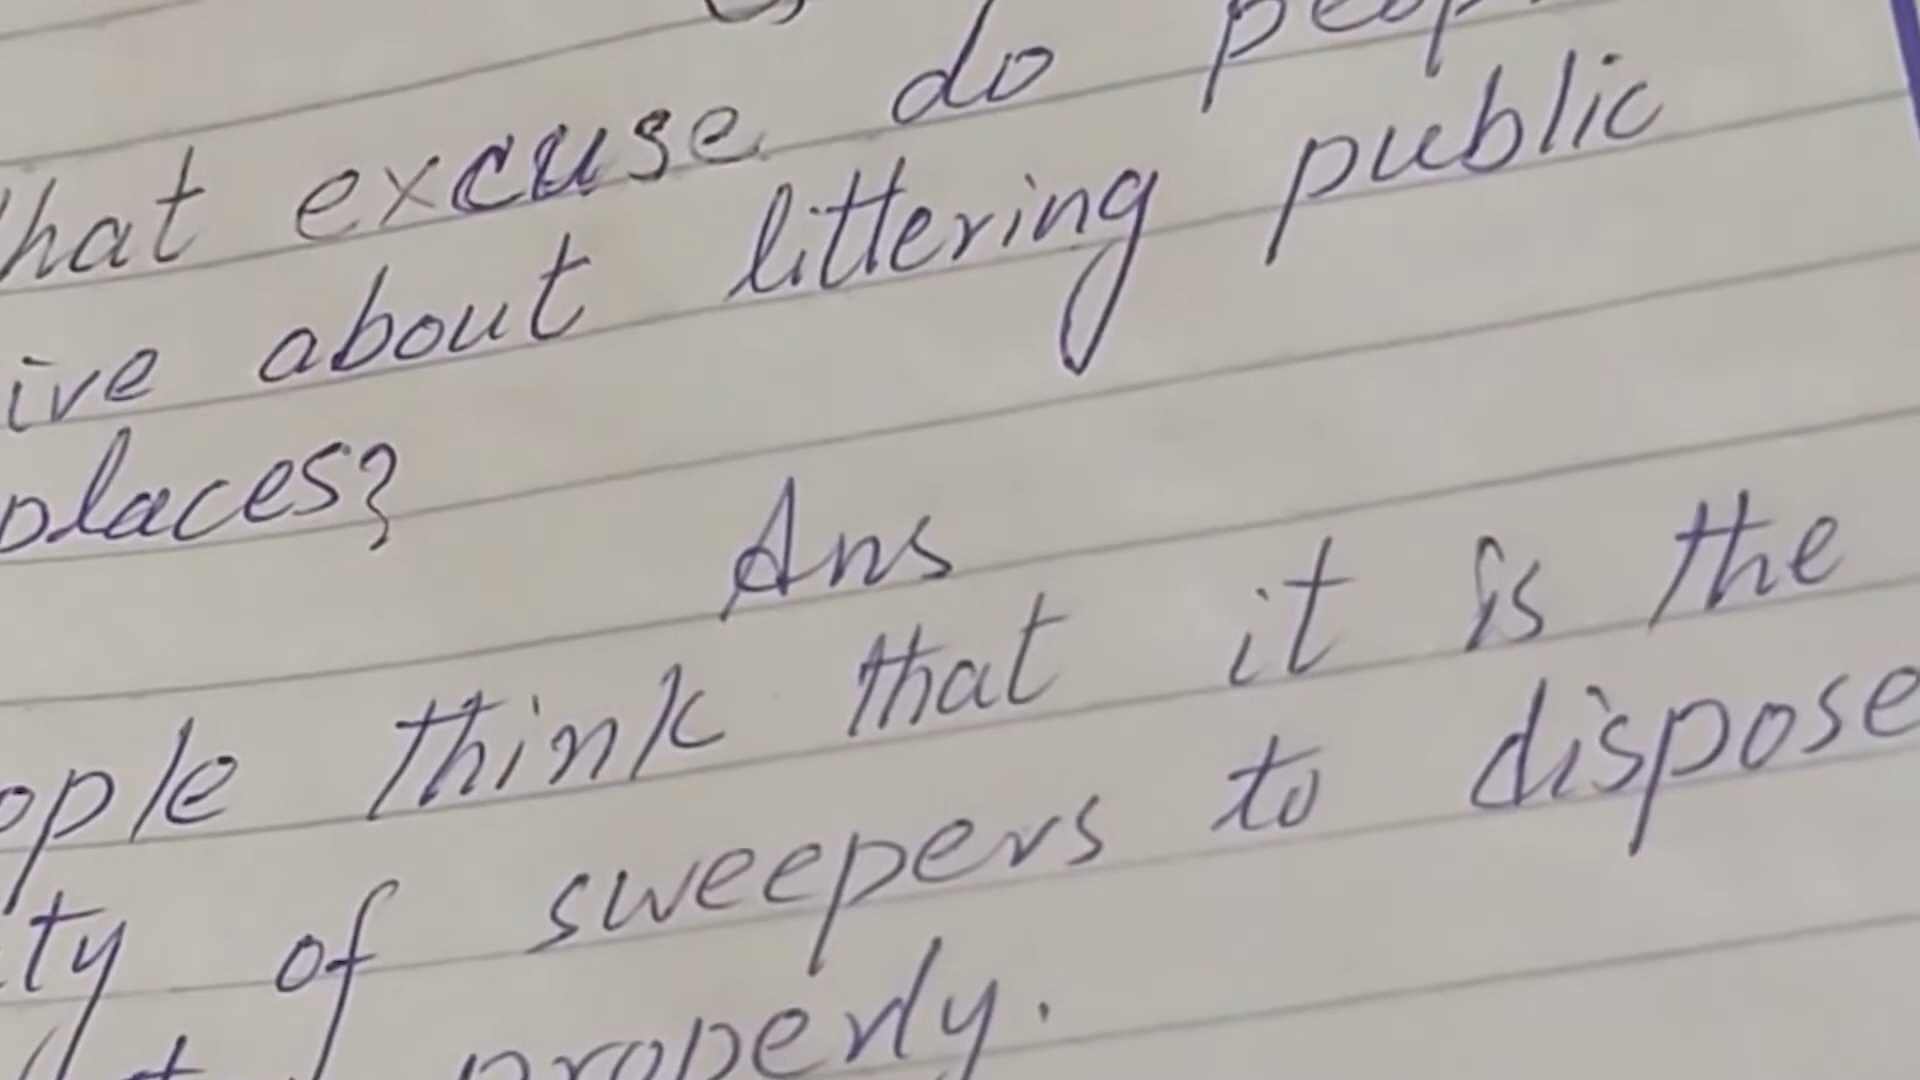 hat excuse do peop
ive about littering public
places?
Ans
ople think that it is the
ty of sweepers to dispose
properly.